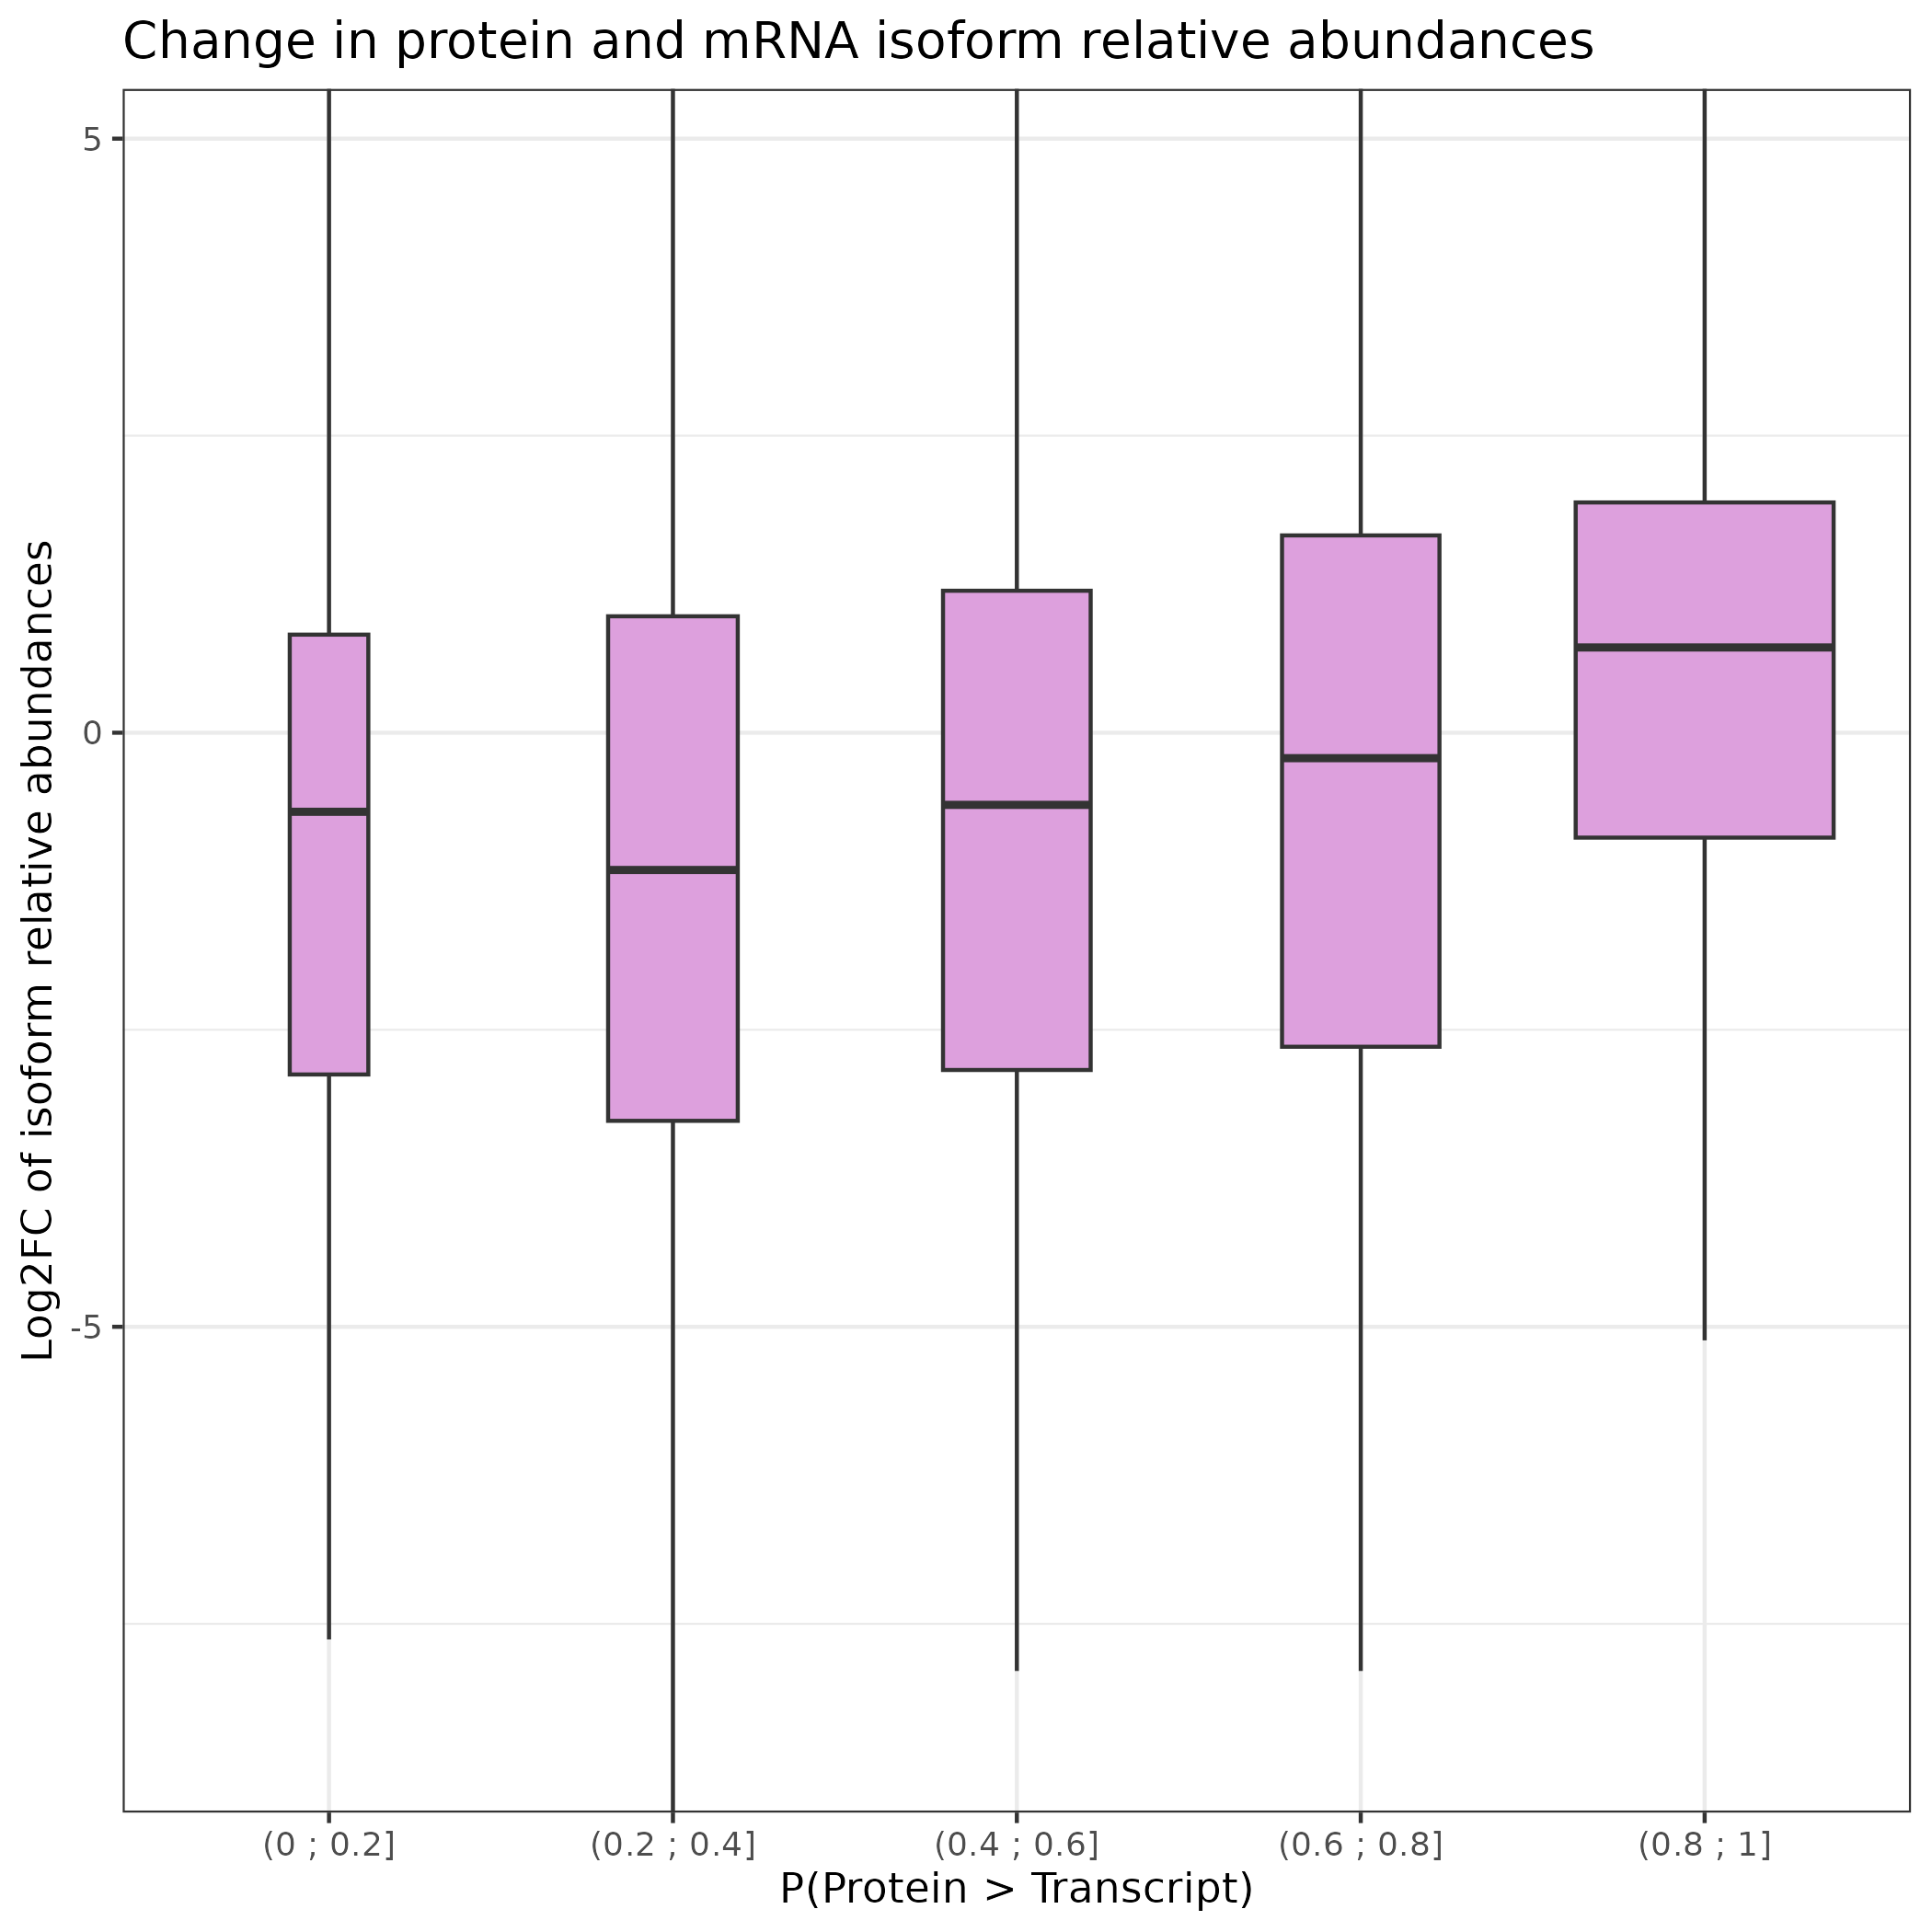 Change in protein and mRNA isoform relative abundances
Log2FC of isoform relative abundances
5
0
-5
(0 ; 0.2]
(0.2 ; 0.4]
(0.4 ; 0.6]
(0.6 ; 0.8]
(0.8 ; 1]
P(Protein > Transcript)